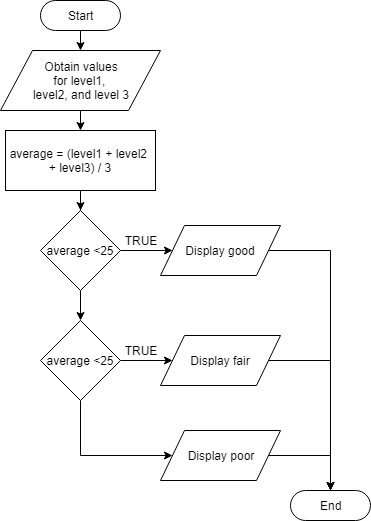 Start
Obtain values
for level1,
level2, and level 3
average = (level1 + level2
+ level3) / 3
average <25
TRUE
Display good
average <25
TRUE
Display fair
Display poor
End